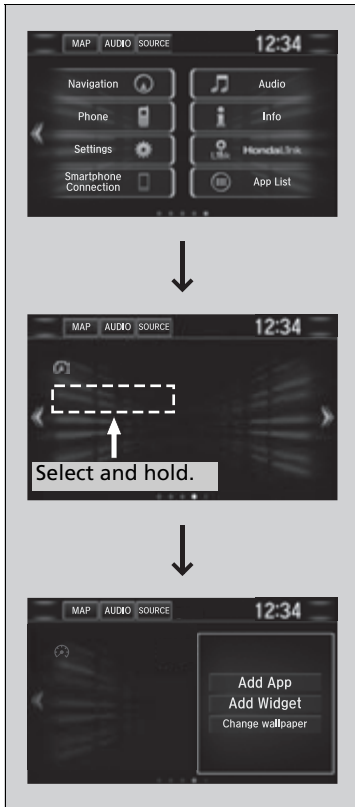 MAP AUDIO SOURCE 12:34
Navigation Audio
Phone Info
Settings HondaLink
Smartphone
Connection App List
MAP AUDIO SOURCE 12:34
Select and hold.
MAP AUDIO SOURCE 12:34
Add App
Add Widget
Change wallpaper